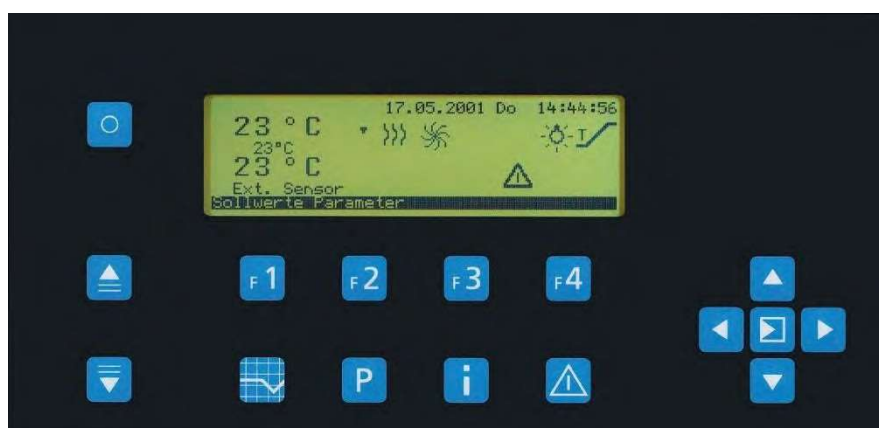 17.05.2001 Do 14:44:56
23 °C
23°C
23 °C
Ext. Sensor
Sollwerte Parameter
T
F1 F2 F3 F4
P i